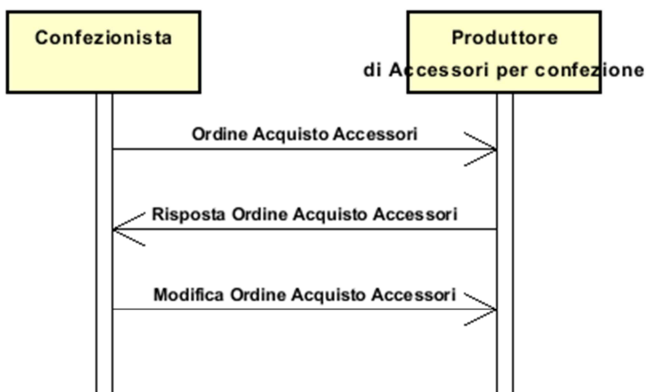 Confezionista
Produttore
di Accessori per confezione
Ordine Acquisto Accessori
Risposta Ordine Acquisto Accessori
Modifica Ordine Acquisto Accessori